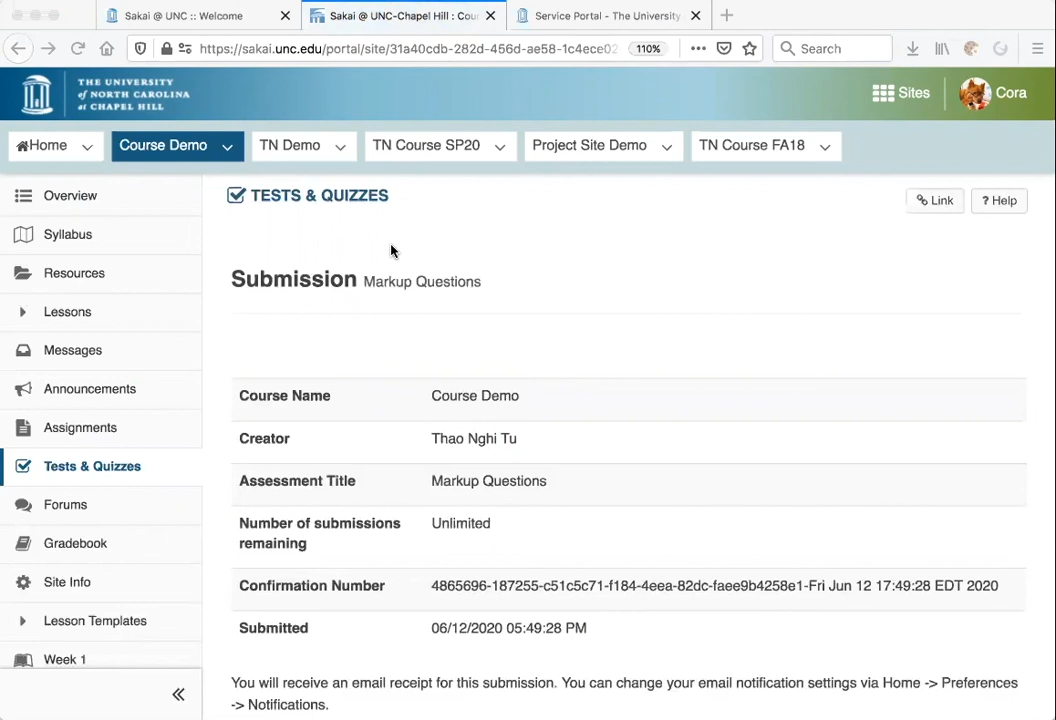 Sakai @ UNC :: Welcome
Sakai @ UNC-Chapel Hill : Cou
Service Portal - The University
https://sakai.unc.edu/portal/site/31a40cdb-282d-456d-ae58-1c4ece02
110%
Search
THE UNIVERSITY
of NORTH CAROLINA
at CHAPEL HILL
Sites
Cora
Home
Course Demo
TN Demo
TN Course SP20
Project Site Demo
TN Course FA18
Overview
Syllabus
Resources
Lessons
Messages
Announcements
Assignments
Tests & Quizzes
Forums
Gradebook
Site Info
Lesson Templates
Week 1
TESTS & QUIZZES
Link
? Help
Submission Markup Questions
Course Name Course Demo
Creator Thao Nghi Tu
Assessment Title Markup Questions
Number of submissions Unlimited
remaining
Confirmation Number 4865696-187255-c51c5c71-f184-4eea-82dc-faee9b4258e1-Fri Jun 12 17:49:28 EDT 2020
Submitted 06/12/2020 05:49:28 PM
You will receive an email receipt for this submission. You can change your email notification settings via Home -> Preferences
-> Notifications.